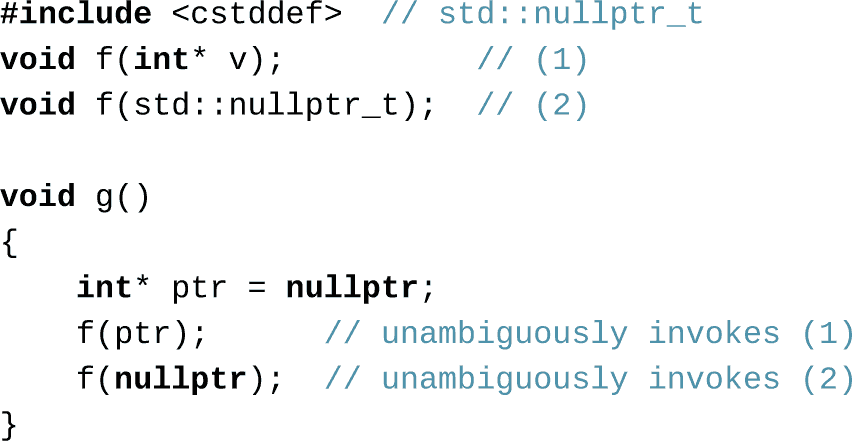 #include <cstddef>  // std::nullptr_t
void f(int* v);          // (1)
void f(std::nullptr_t);  // (2)

void g()
{
    int* ptr = nullptr;
    f(ptr);      // unambiguously invokes (1)
    f(nullptr);  // unambiguously invokes (2)
}